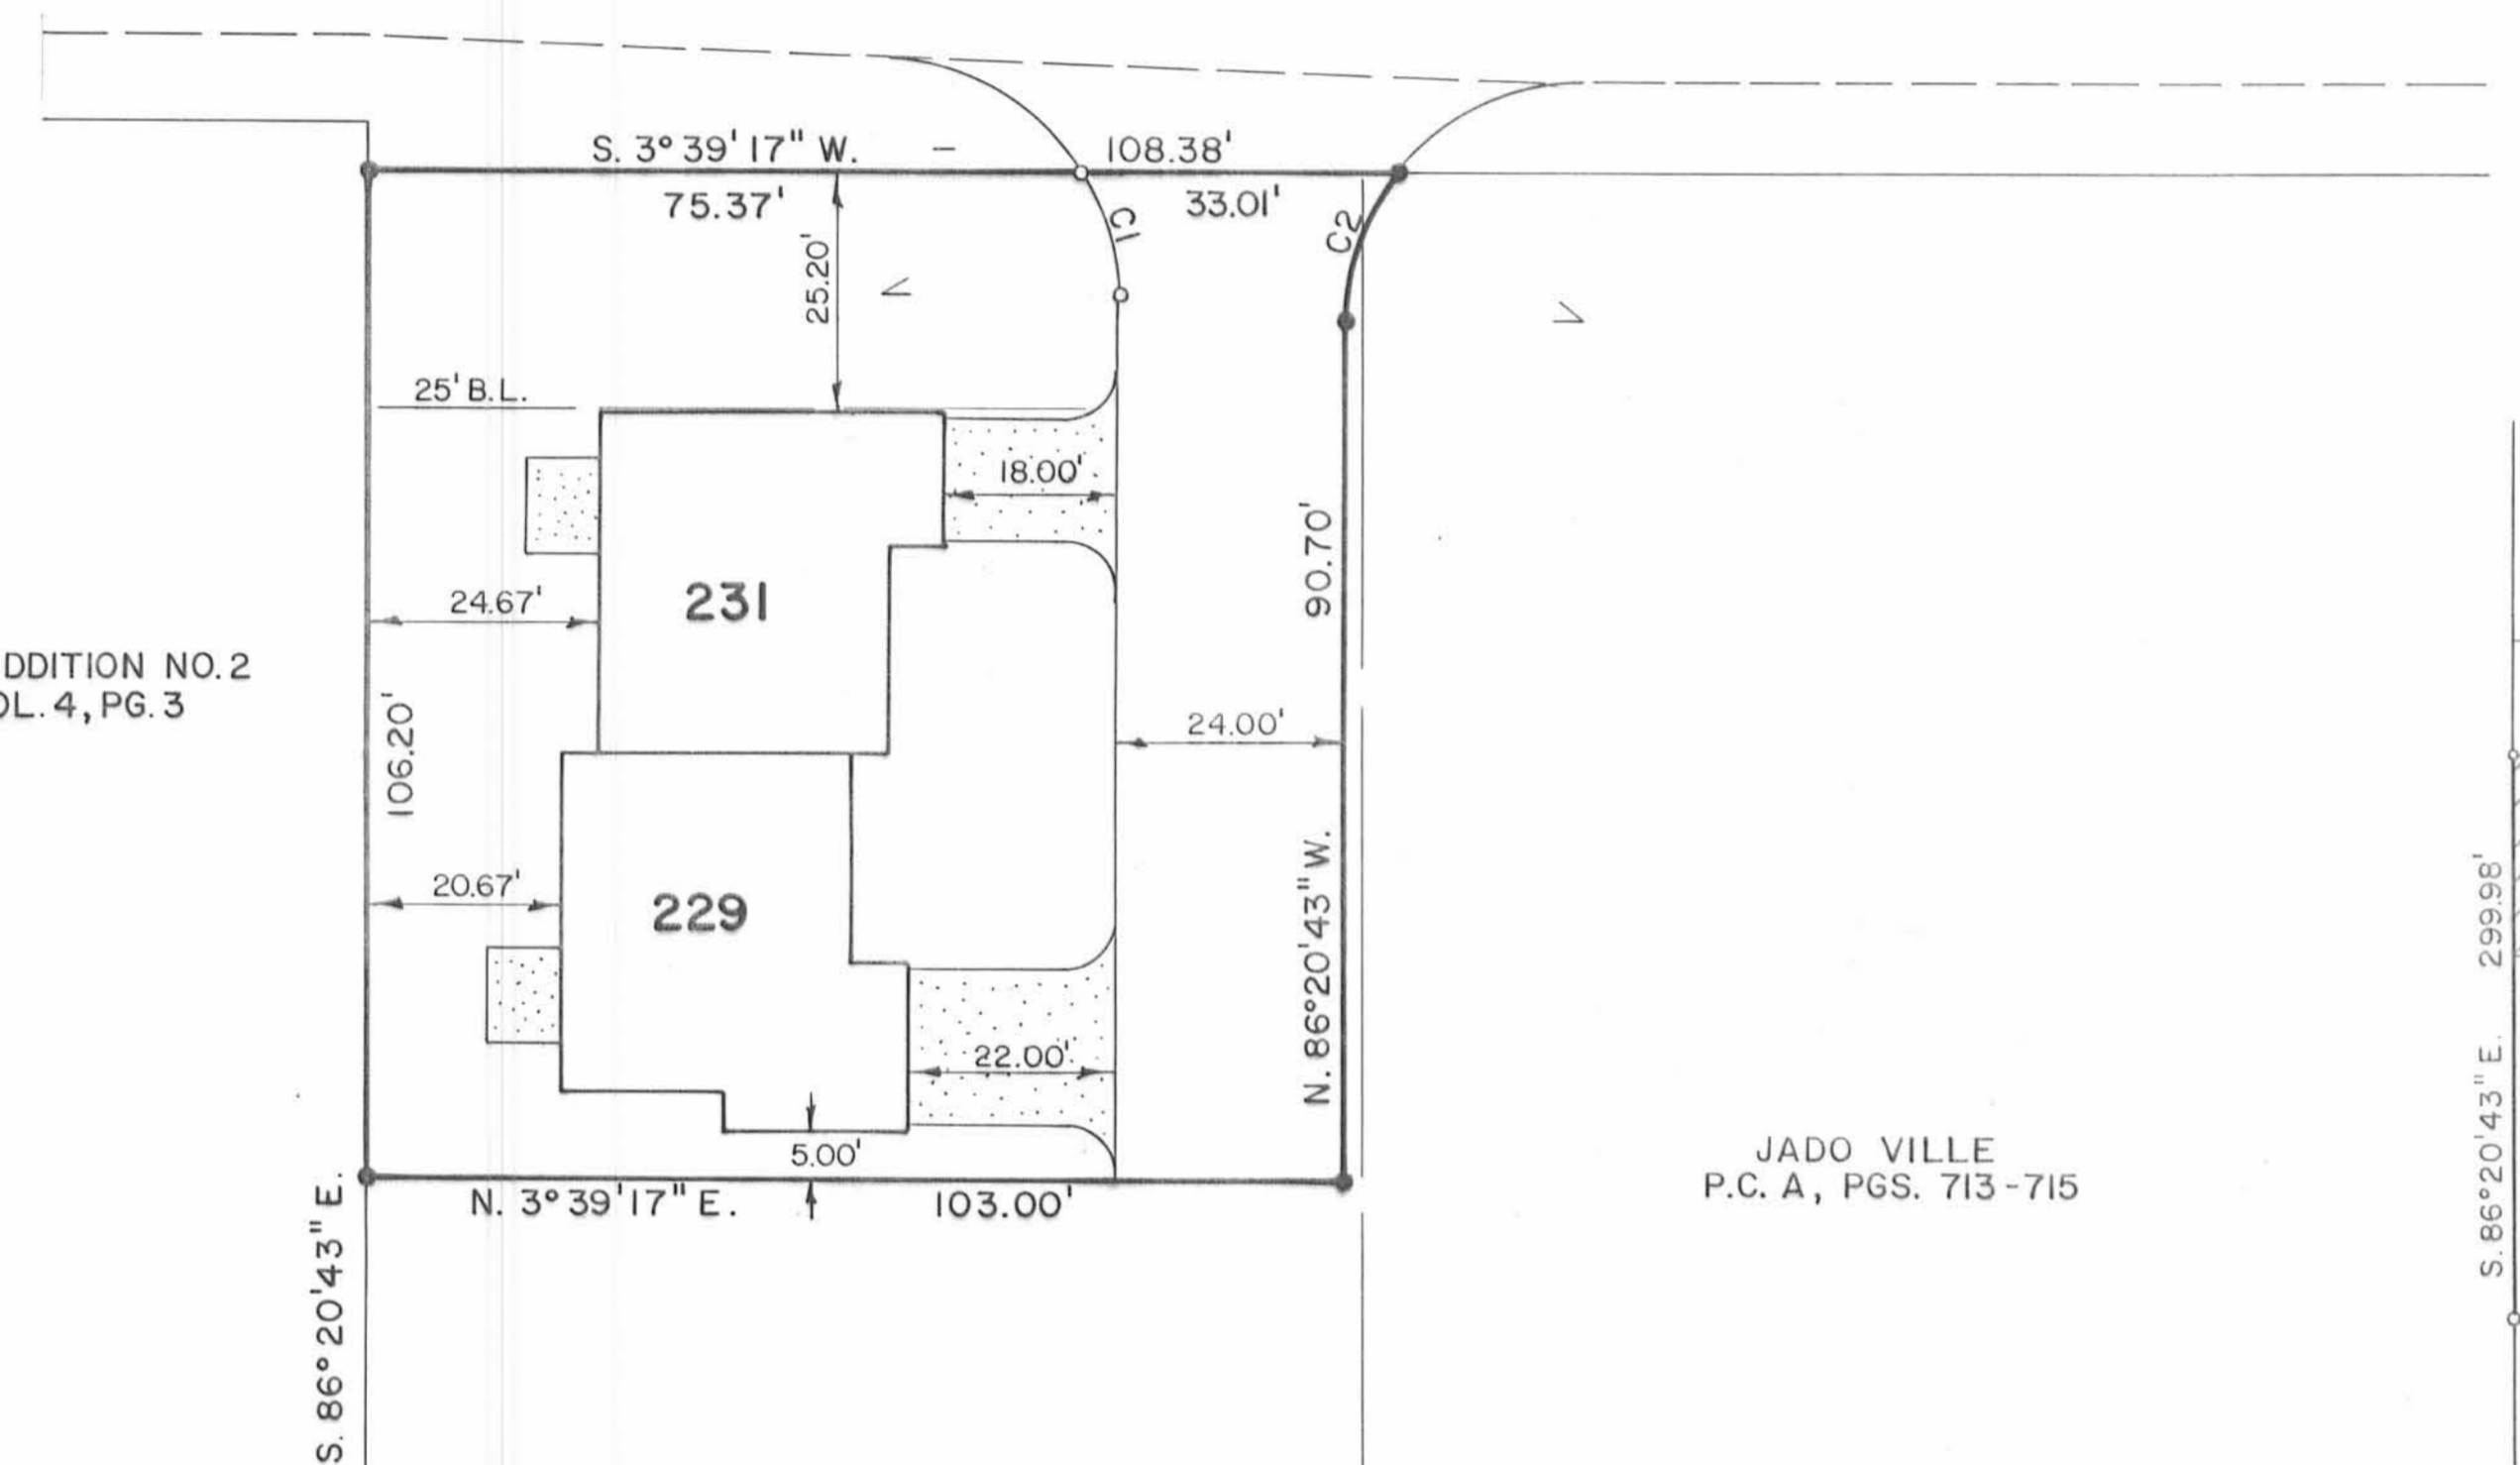 S. 3° 39' 17" W. — 108.38'
75.37'
33.01'
C1
C2
25.20'
25' B.L.
18.00'
90.70'
231
24.67'
DDITION NO. 2
OL. 4, PG. 3
106.20'
24.00'
N. 86°20'43" W.
20.67'
229
22.00'
5.00'
N. 3° 39' 17" E. 103.00'
S. 86° 20' 43" E.
JADO VILLE
P.C. A, PGS. 713-715
S. 86°20'43" E. 299.98'